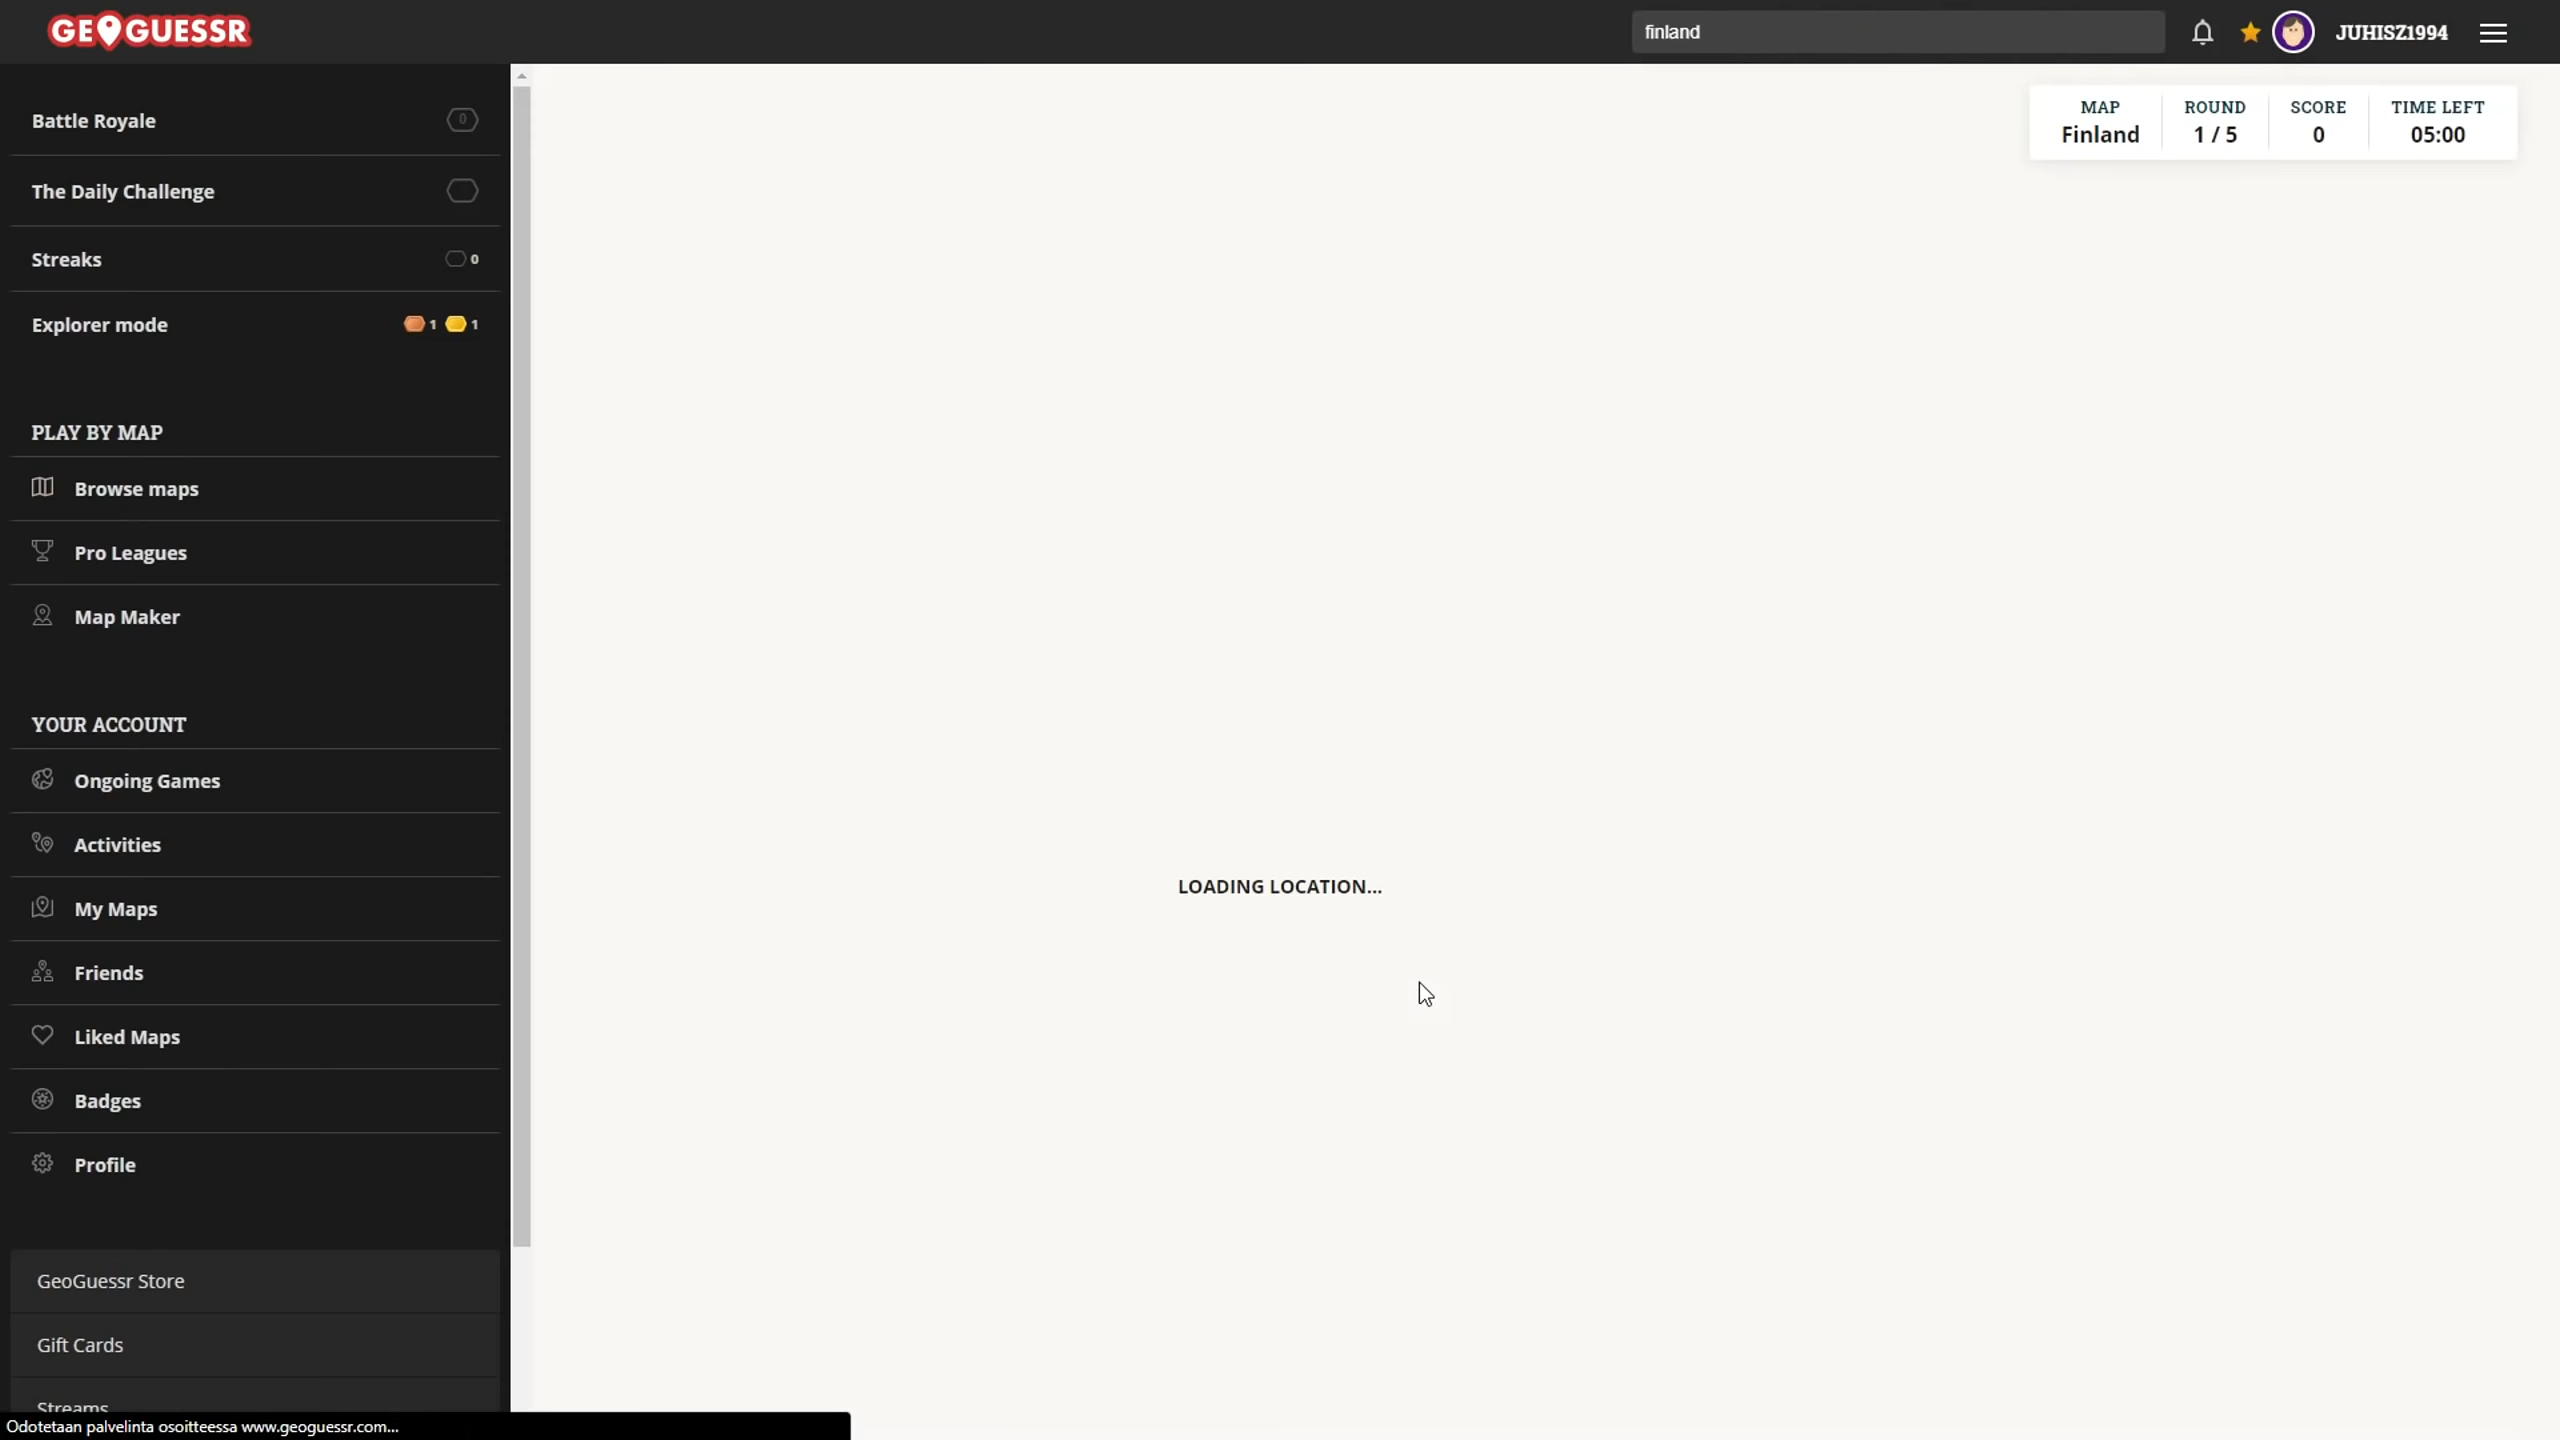 GEOGUESSR
finland
JUHISZ1994
Battle Royale
0
The Daily Challenge
Streaks
0
Explorer mode
1 1
PLAY BY MAP
Browse maps
Pro Leagues
Map Maker
YOUR ACCOUNT
Ongoing Games
Activities
My Maps
Friends
Liked Maps
Badges
Profile
GeoGuessr Store
Gift Cards
Streams
Odotetaan palvelinta osoitteessa www.geoguessr.com...
MAP ROUND SCORE TIME LEFT
Finland 1 / 5 0 05:00
LOADING LOCATION...